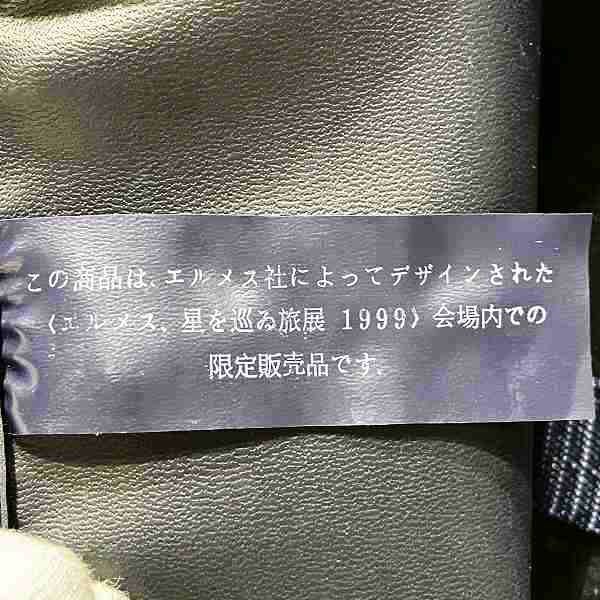 この商品は、エルメス社によってデザインされた
〈エルメス、星を巡る旅展 1999〉会場内での
限定販売品です。